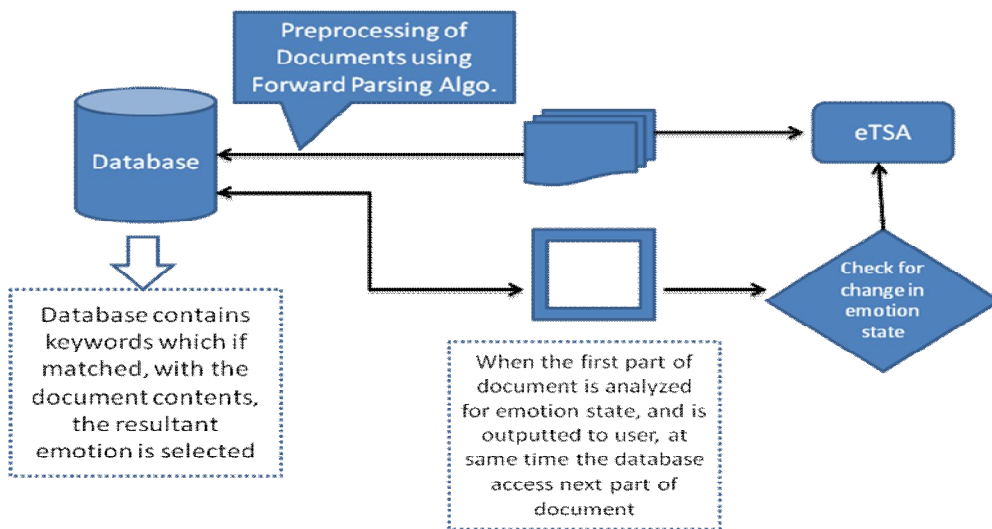 Preprocessing of
Documents using
Forward Parsing Algo.
Database
eTSA
Check for
change in
emotion
state
Database contains
keywords which if
matched, with the
document contents,
the resultant
emotion is selected
When the first part of
document is analyzed
for emotion state, and is
outputted to user, at
same time the database
access next part of
document